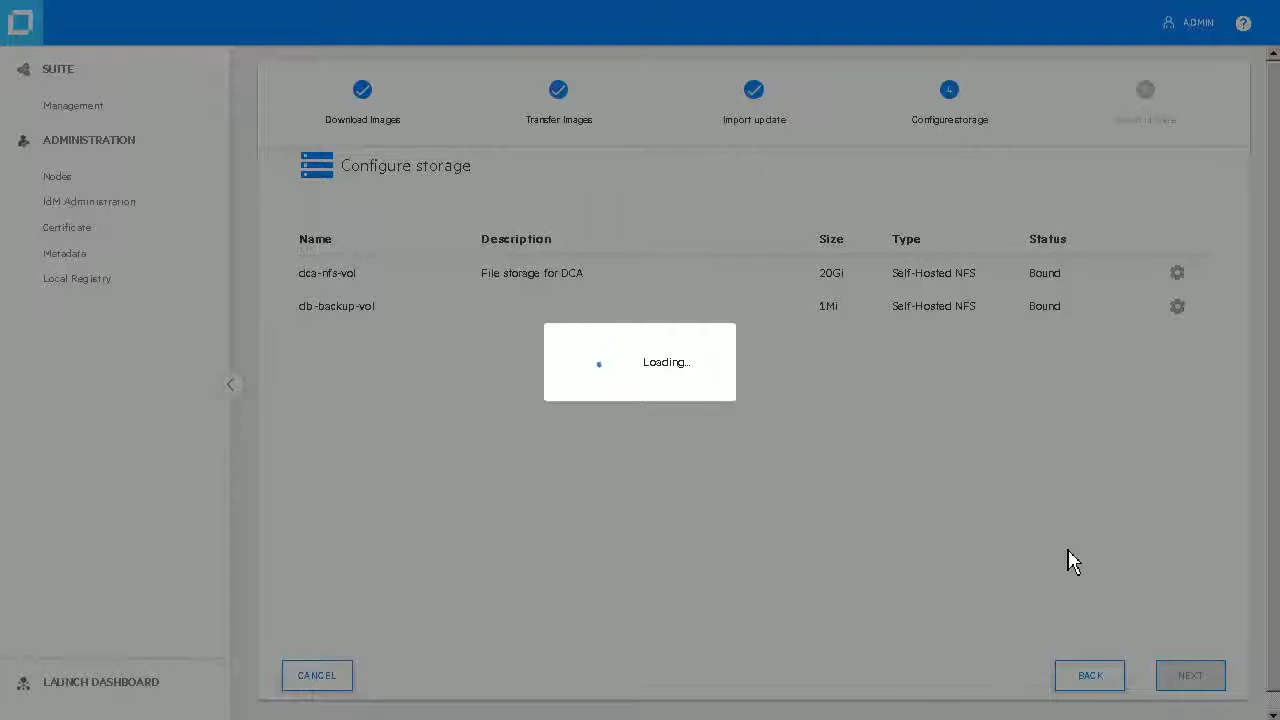 ADMIN ?
SUITE
Management
ADMINISTRATION
Nodes
IdM Administration
Certificate
Metadata
Local Registry
LAUNCH DASHBOARD
Download Images
Transfer Images
Import update
4
Configure storage
Configure storage
Name Description Size Type Status
dca-nfs-vol File storage for DCA 20Gi Self-Hosted NFS Bound
db-backup-vol 1Mi Self-Hosted NFS Bound
Loading...
CANCEL BACK NEXT